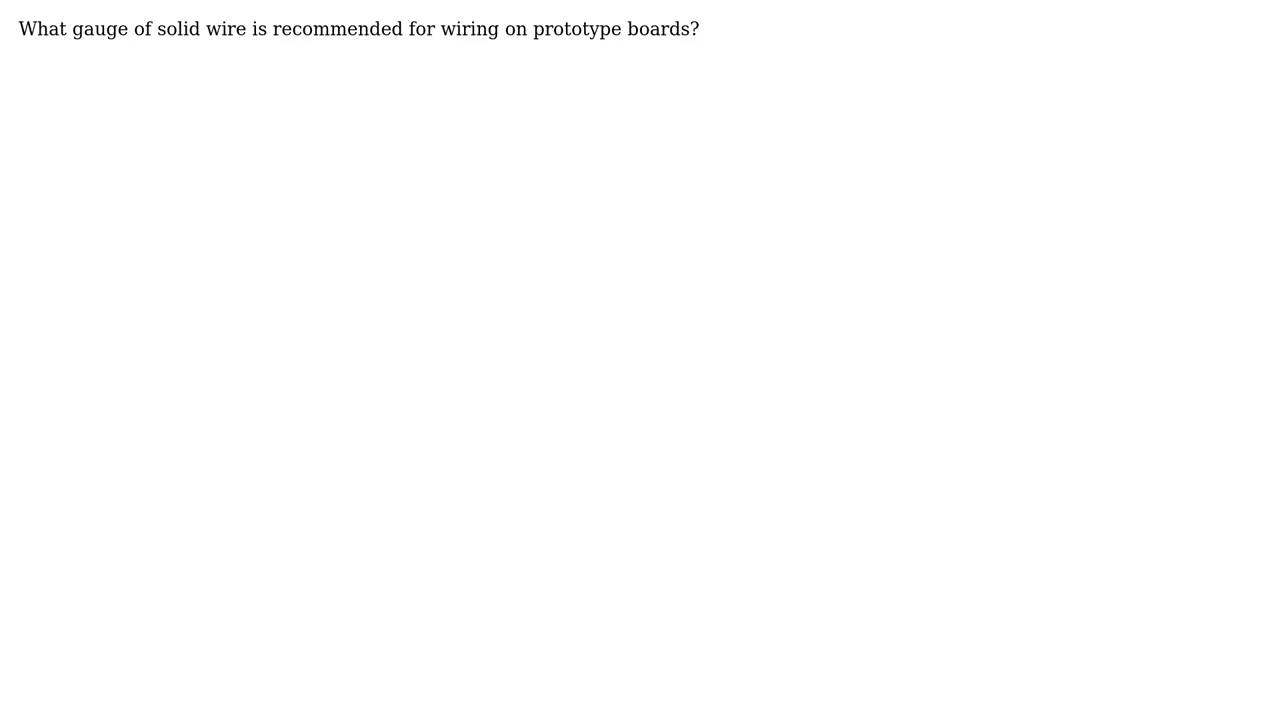 What gauge of solid wire is recommended for wiring on prototype boards?